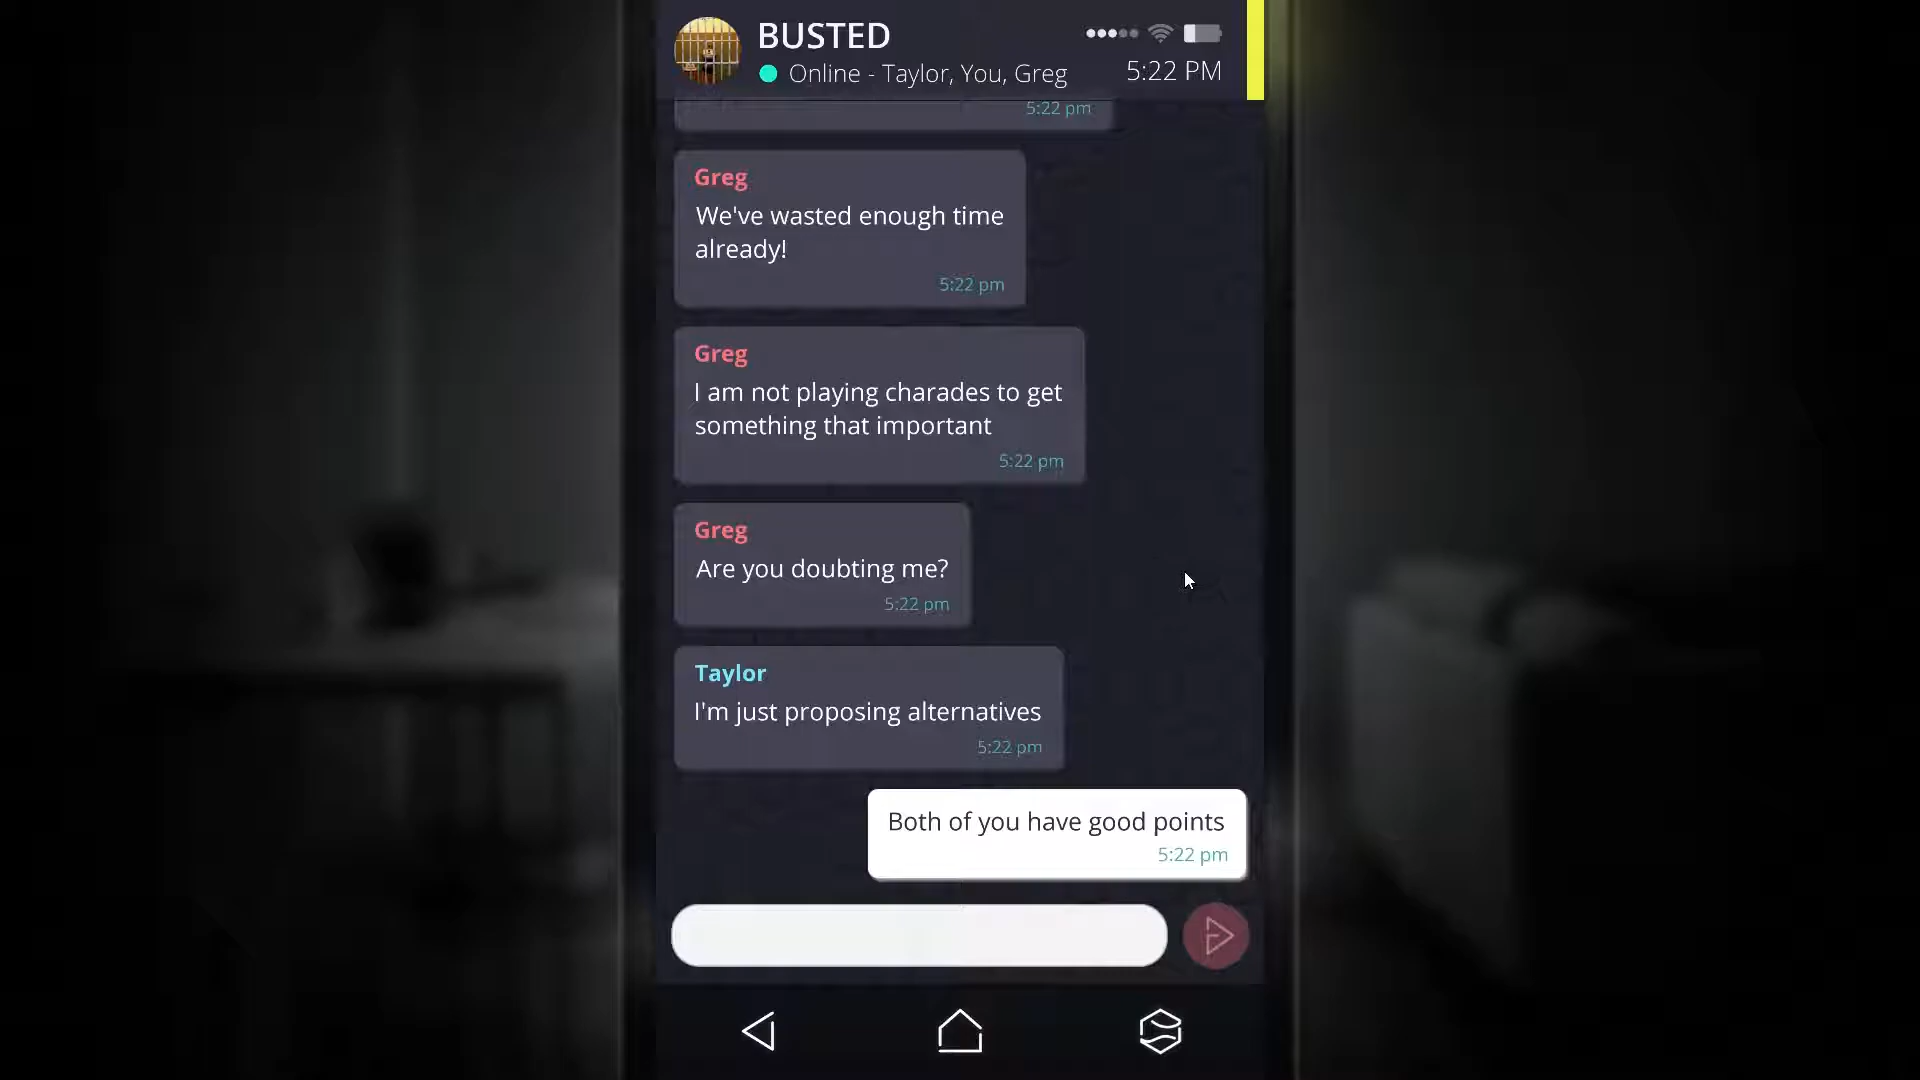 BUSTED
Online - Taylor, You, Greg
5:22 PM
5:22 pm
Greg
We've wasted enough time
already!
5:22 pm
Greg
I am not playing charades to get
something that important
5:22 pm
Greg
Are you doubting me?
5:22 pm
Taylor
I'm just proposing alternatives
5:22 pm
Both of you have good points
5:22 pm